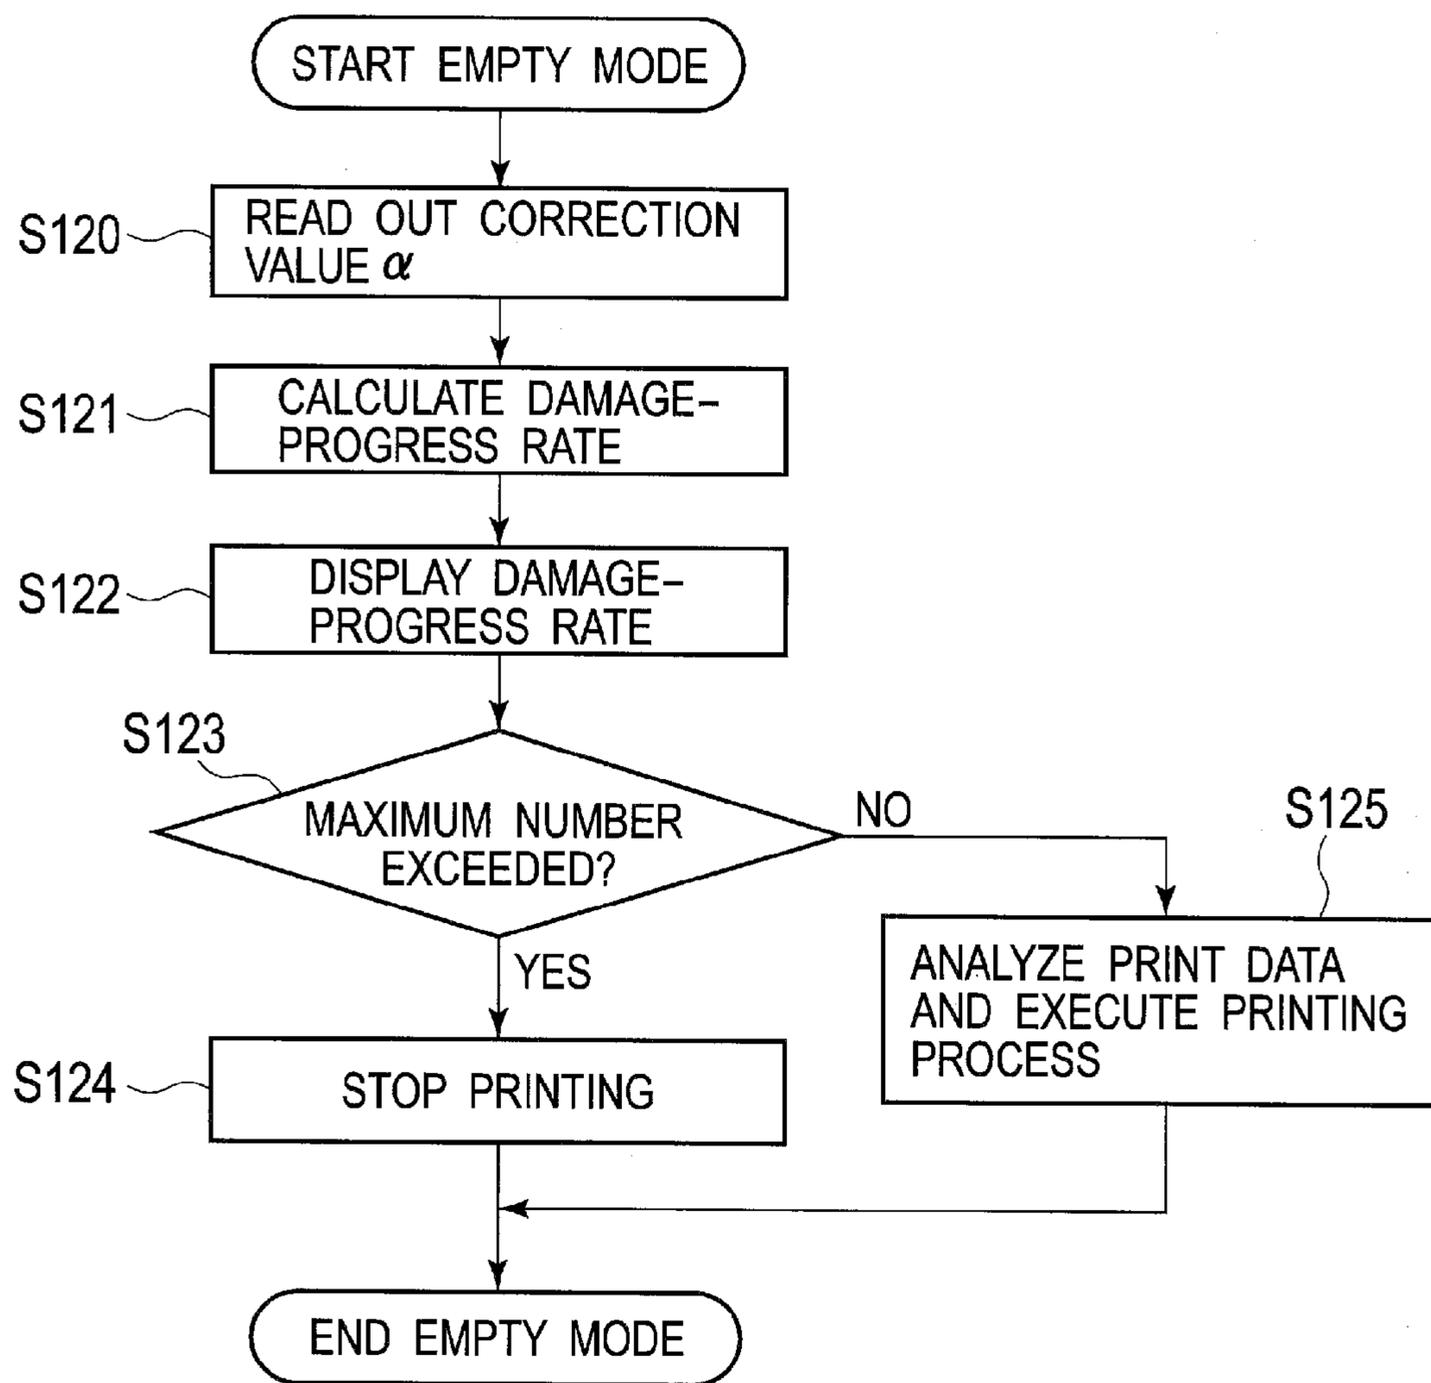 START EMPTY MODE
S120
READ OUT CORRECTION
VALUE α
S121
CALCULATE DAMAGE–
PROGRESS RATE
S122
DISPLAY DAMAGE–
PROGRESS RATE
S123
MAXIMUM NUMBER
EXCEEDED?
NO
S125
YES
ANALYZE PRINT DATA
AND EXECUTE PRINTING
PROCESS
S124
STOP PRINTING
END EMPTY MODE